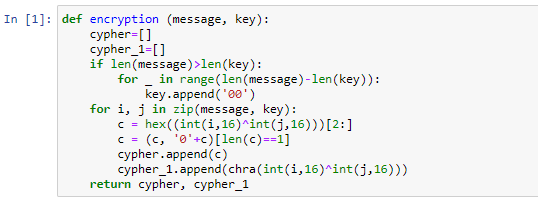 In [1]: def encryption (message, key):
    cypher=[]
    cypher_1=[]
    if len(message)>len(key):
        for _ in range(len(message)-len(key)):
            key.append('00')
    for i, j in zip(message, key):
        c = hex((int(i,16)^int(j,16)))[2:]
        c = (c, '0'+c)[len(c)==1]
        cypher.append(c)
        cypher_1.append(chra(int(i,16)^int(j,16)))
    return cypher, cypher_1